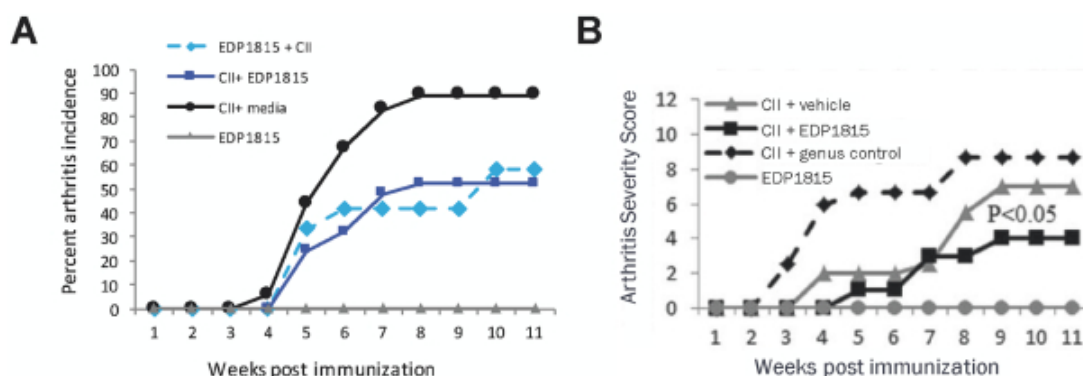 A
EDP1815 + CII
CII+ EDP1815
CII+ media
EDP1815
Percent arthritis incidence
100
90
80
70
60
50
40
30
20
10
0
1 2 3 4 5 6 7 8 9 10 11
Weeks post immunization
B
CII + vehicle
CII + EDP1815
CII + genus control
EDP1815
Arthritis Severity Score
12
10
8
6
4
2
0
P<0.05
1 2 3 4 5 6 7 8 9 10 11
Weeks post immunization